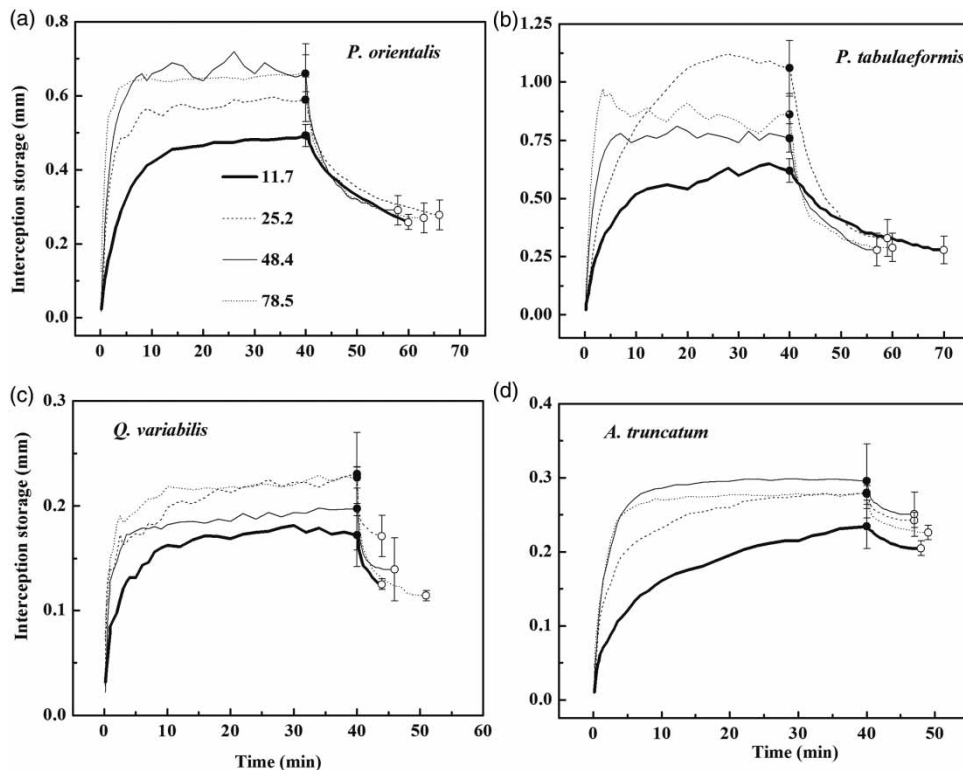 (a)
P. orientalis
0.8
0.6
0.4
0.2
0.0
Interception storage (mm)
11.7
25.2
48.4
78.5
0 10 20 30 40 50 60 70
(b)
P. tabulaeformis
1.25
1.00
0.75
0.50
0.25
0.00
0 10 20 30 40 50 60 70
(c)
Q. variabilis
0.3
0.2
0.1
0.0
Interception storage (mm)
0 10 20 30 40 50 60
Time (min)
(d)
A. truncatum
0.4
0.3
0.2
0.1
0.0
0 10 20 30 40 50
Time (min)